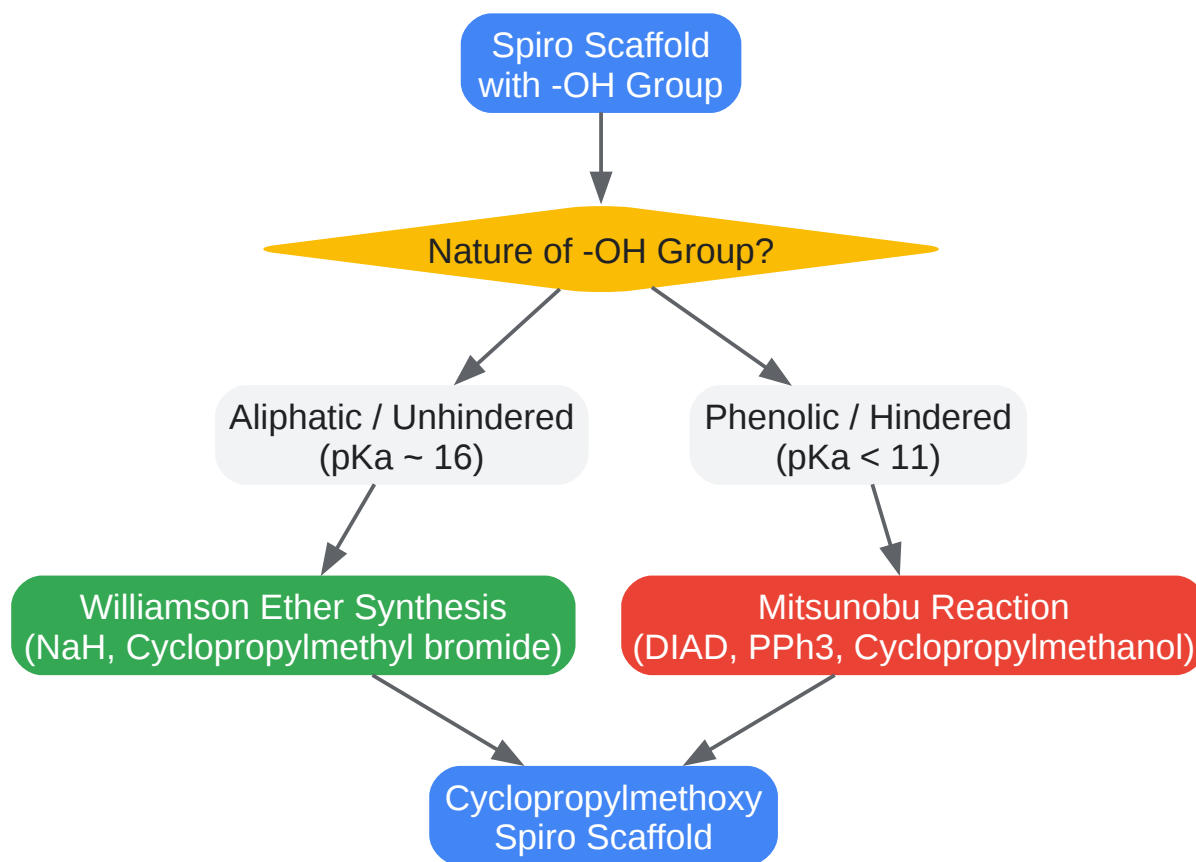 Spiro Scaffold
with -OH Group
Nature of -OH Group?
Aliphatic / Unhindered
(pKa ~ 16)
Phenolic / Hindered
(pKa < 11)
Williamson Ether Synthesis
(NaH, Cyclopropylmethyl bromide)
Mitsunobu Reaction
(DIAD, PPh3, Cyclopropylmethanol)
Cyclopropylmethoxy
Spiro Scaffold